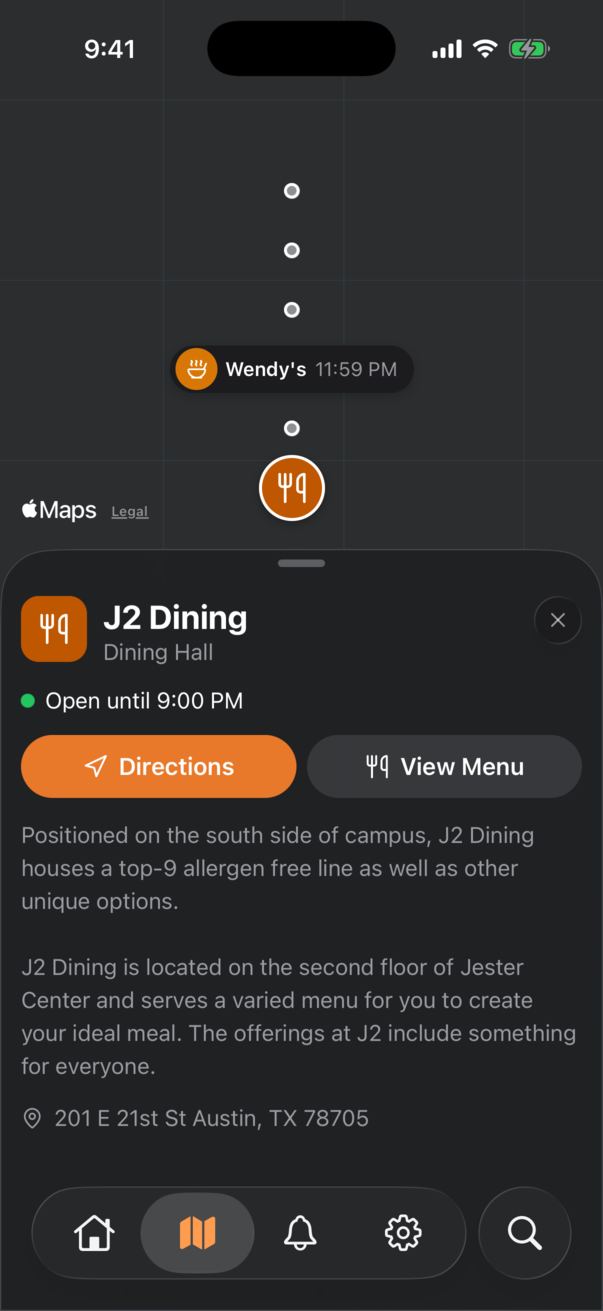 9:41
Wendy's 11:59 PM
Maps Legal
J2 Dining
Dining Hall
Open until 9:00 PM
Directions
View Menu
Positioned on the south side of campus, J2 Dining
houses a top-9 allergen free line as well as other
unique options.
J2 Dining is located on the second floor of Jester
Center and serves a varied menu for you to create
your ideal meal. The offerings at J2 include something
for everyone.
201 E 21st St Austin, TX 78705